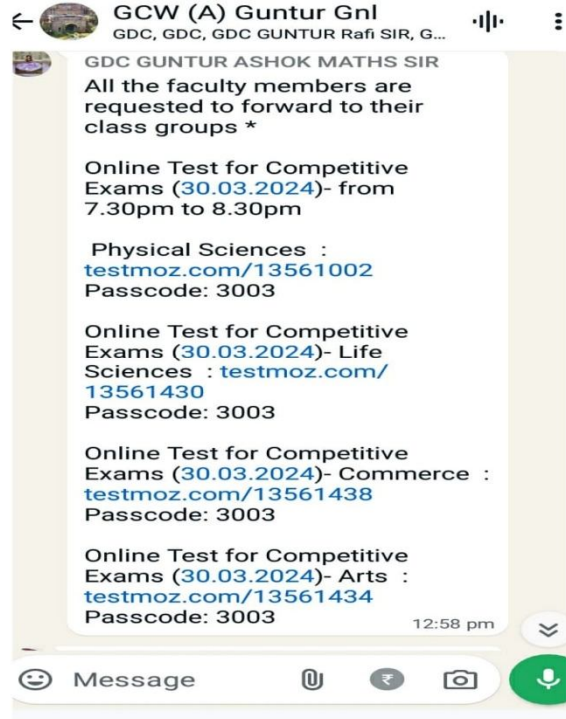 GCW (A) Guntur Gnl
GDC, GDC, GDC GUNTUR Rafi SIR, G...
GDC GUNTUR ASHOK MATHS SIR
All the faculty members are
requested to forward to their
class groups *
Online Test for Competitive
Exams (30.03.2024)- from
7.30pm to 8.30pm
Physical Sciences :
testmoz.com/13561002
Passcode: 3003
Online Test for Competitive
Exams (30.03.2024)- Life
Sciences : testmoz.com/
13561430
Passcode: 3003
Online Test for Competitive
Exams (30.03.2024)- Commerce :
testmoz.com/13561438
Passcode: 3003
Online Test for Competitive
Exams (30.03.2024)- Arts :
testmoz.com/13561434
Passcode: 3003
12:58 pm
Message